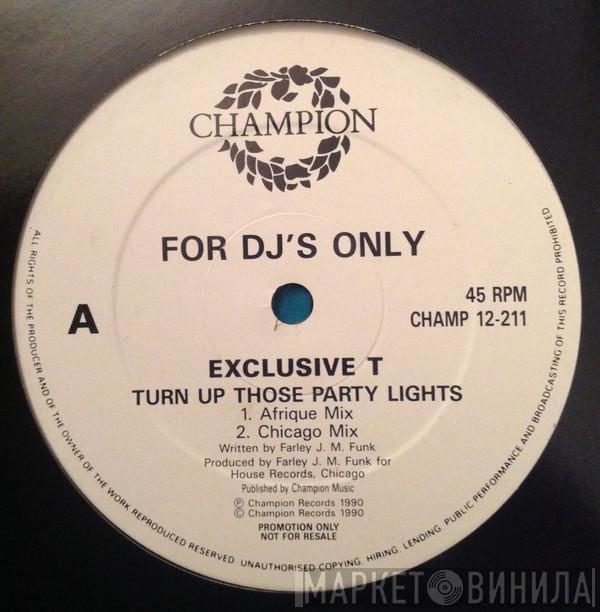 CHAMPION
FOR DJ'S ONLY
A
45 RPM
CHAMP 12-211
EXCLUSIVE T
TURN UP THOSE PARTY LIGHTS
1. Afrique Mix
2. Chicago Mix
Written by Farley J. M. Funk
Produced by Farley J. M. Funk for
House Records, Chicago
Published by Champion Music
℗ Champion Records 1990
© Champion Records 1990
PROMOTION ONLY
NOT FOR RESALE
ALL RIGHTS OF THE PRODUCER AND OF THE OWNER OF THE WORK REPRODUCED RESERVED. UNAUTHORISED COPYING, HIRING, LENDING, PUBLIC PERFORMANCE AND BROADCASTING OF THIS RECORD PROHIBITED
МАРКЕТ ВИНИЛА